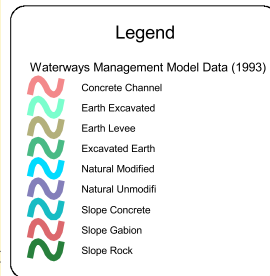 Legend
Waterways Management Model Data (1993)
Concrete Channel
Earth Excavated
Earth Levee
Excavated Earth
Natural Modified
Natural Unmodifi
Slope Concrete
Slope Gabion
Slope Rock